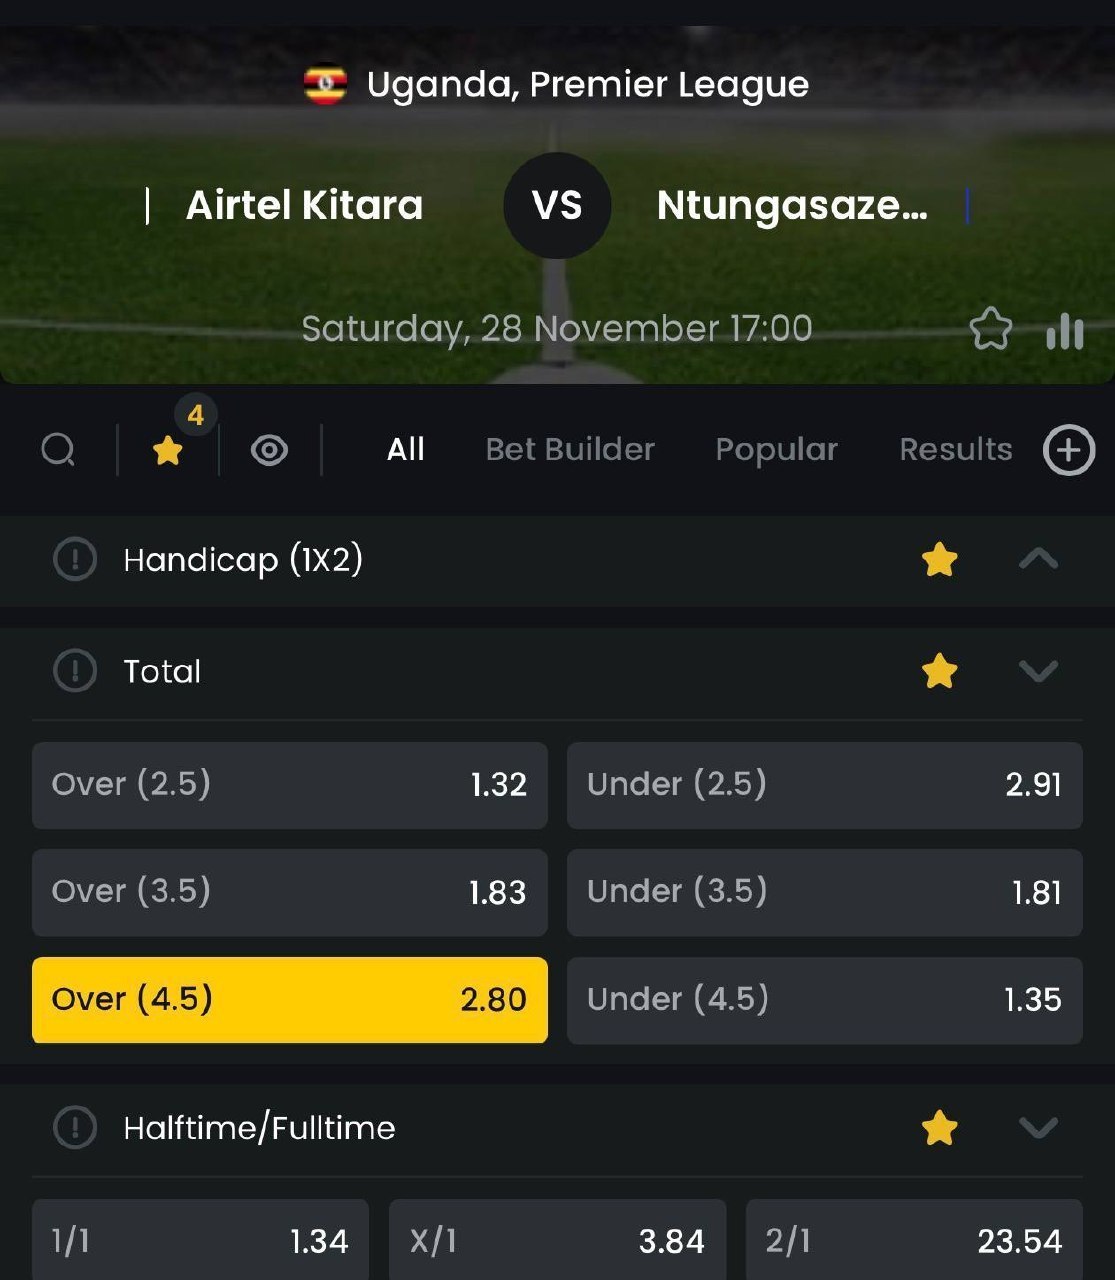 Uganda, Premier League
Airtel Kitara VS Ntungasaze...
Saturday, 28 November 17:00
4
All Bet Builder Popular Results
Handicap (1X2)
Total
Over (2.5) 1.32 Under (2.5) 2.91
Over (3.5) 1.83 Under (3.5) 1.81
Over (4.5) 2.80 Under (4.5) 1.35
Halftime/Fulltime
1/1 1.34 X/1 3.84 2/1 23.54